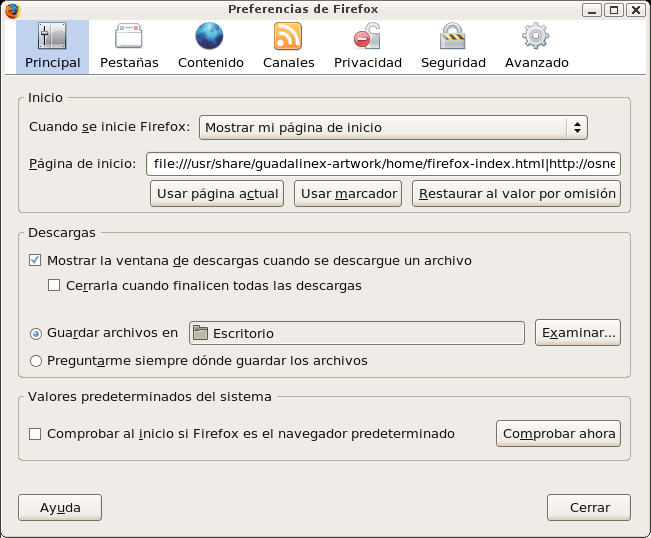 Preferencias de Firefox
Principal Pestañas Contenido Canales Privacidad Seguridad Avanzado
Inicio
Cuando se inicie Firefox: Mostrar mi página de inicio
Página de inicio: file:///usr/share/guadalinex-artwork/home/firefox-index.html|http://osne
Usar página actual Usar marcador Restaurar al valor por omisión
Descargas
Mostrar la ventana de descargas cuando se descargue un archivo
Cerrarla cuando finalicen todas las descargas
Guardar archivos en Escritorio Examinar...
Preguntarme siempre dónde guardar los archivos
Valores predeterminados del sistema
Comprobar al inicio si Firefox es el navegador predeterminado Comprobar ahora
Ayuda Cerrar